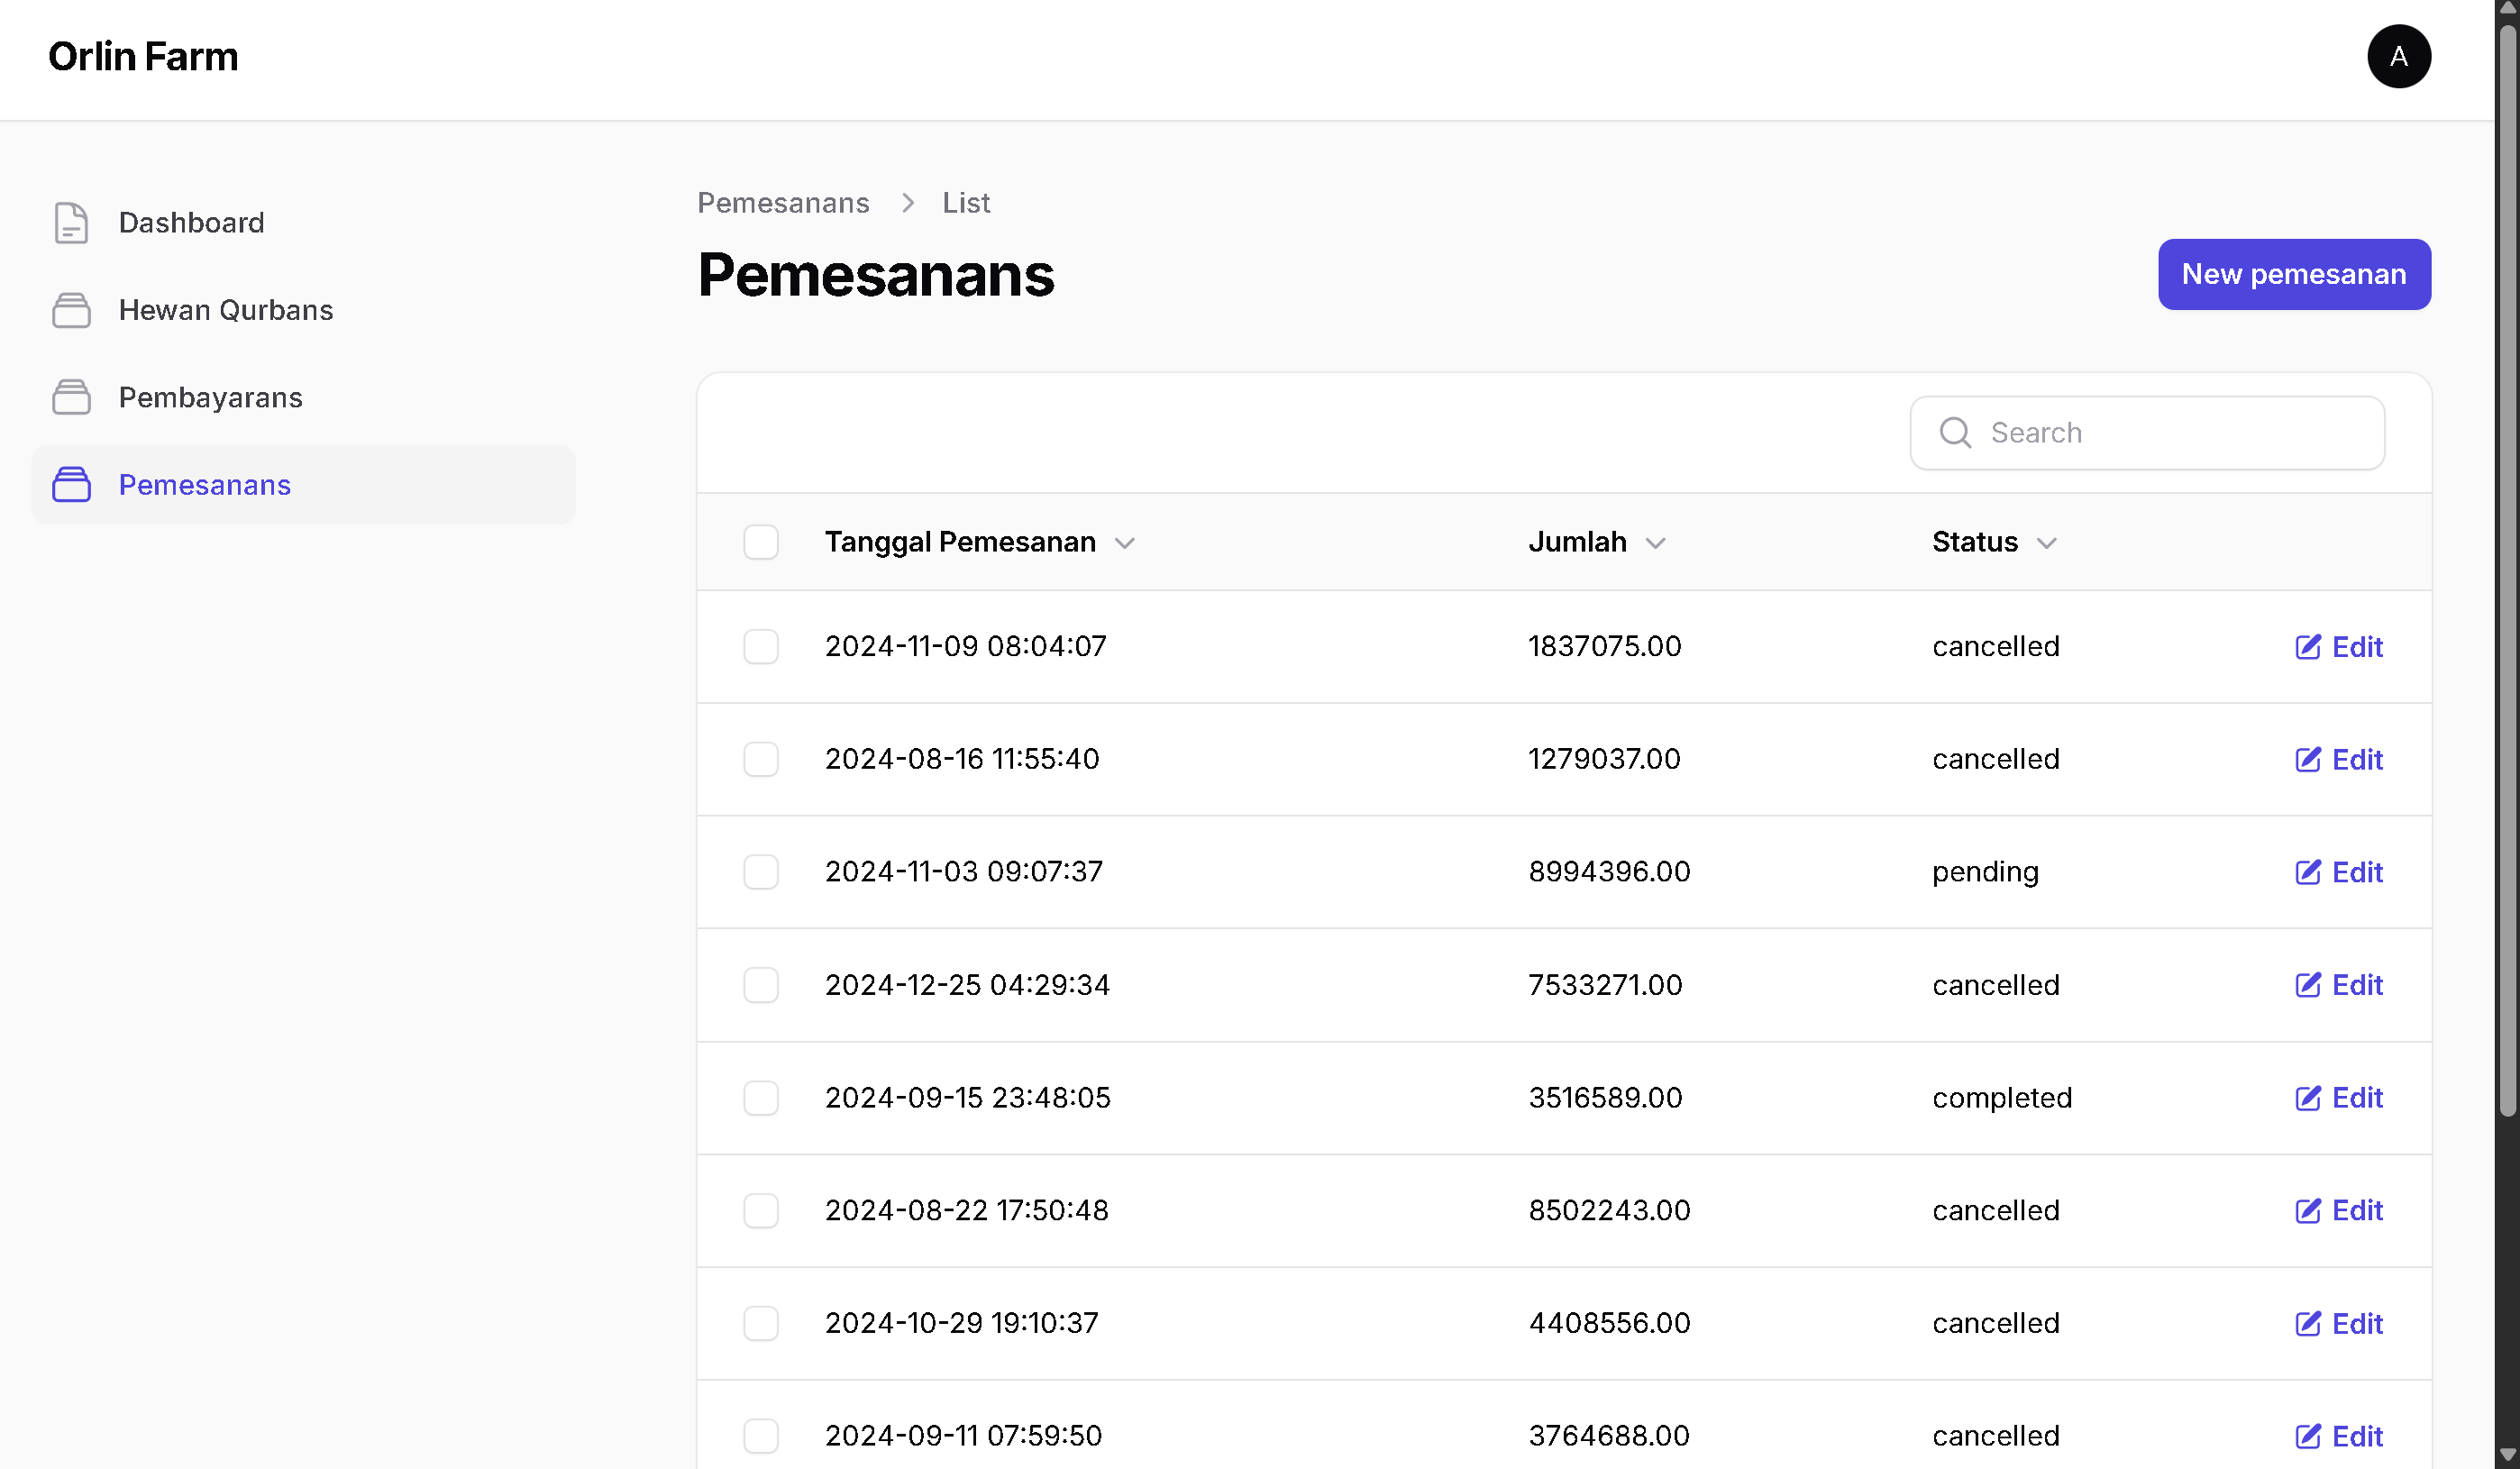 Orlin Farm
A
Dashboard
Hewan Qurbans
Pembayarans
Pemesanans
Pemesanans > List
Pemesanans
New pemesanan
Search
Tanggal Pemesanan Jumlah Status
2024-11-09 08:04:07 1837075.00 cancelled Edit
2024-08-16 11:55:40 1279037.00 cancelled Edit
2024-11-03 09:07:37 8994396.00 pending Edit
2024-12-25 04:29:34 7533271.00 cancelled Edit
2024-09-15 23:48:05 3516589.00 completed Edit
2024-08-22 17:50:48 8502243.00 cancelled Edit
2024-10-29 19:10:37 4408556.00 cancelled Edit
2024-09-11 07:59:50 3764688.00 cancelled Edit